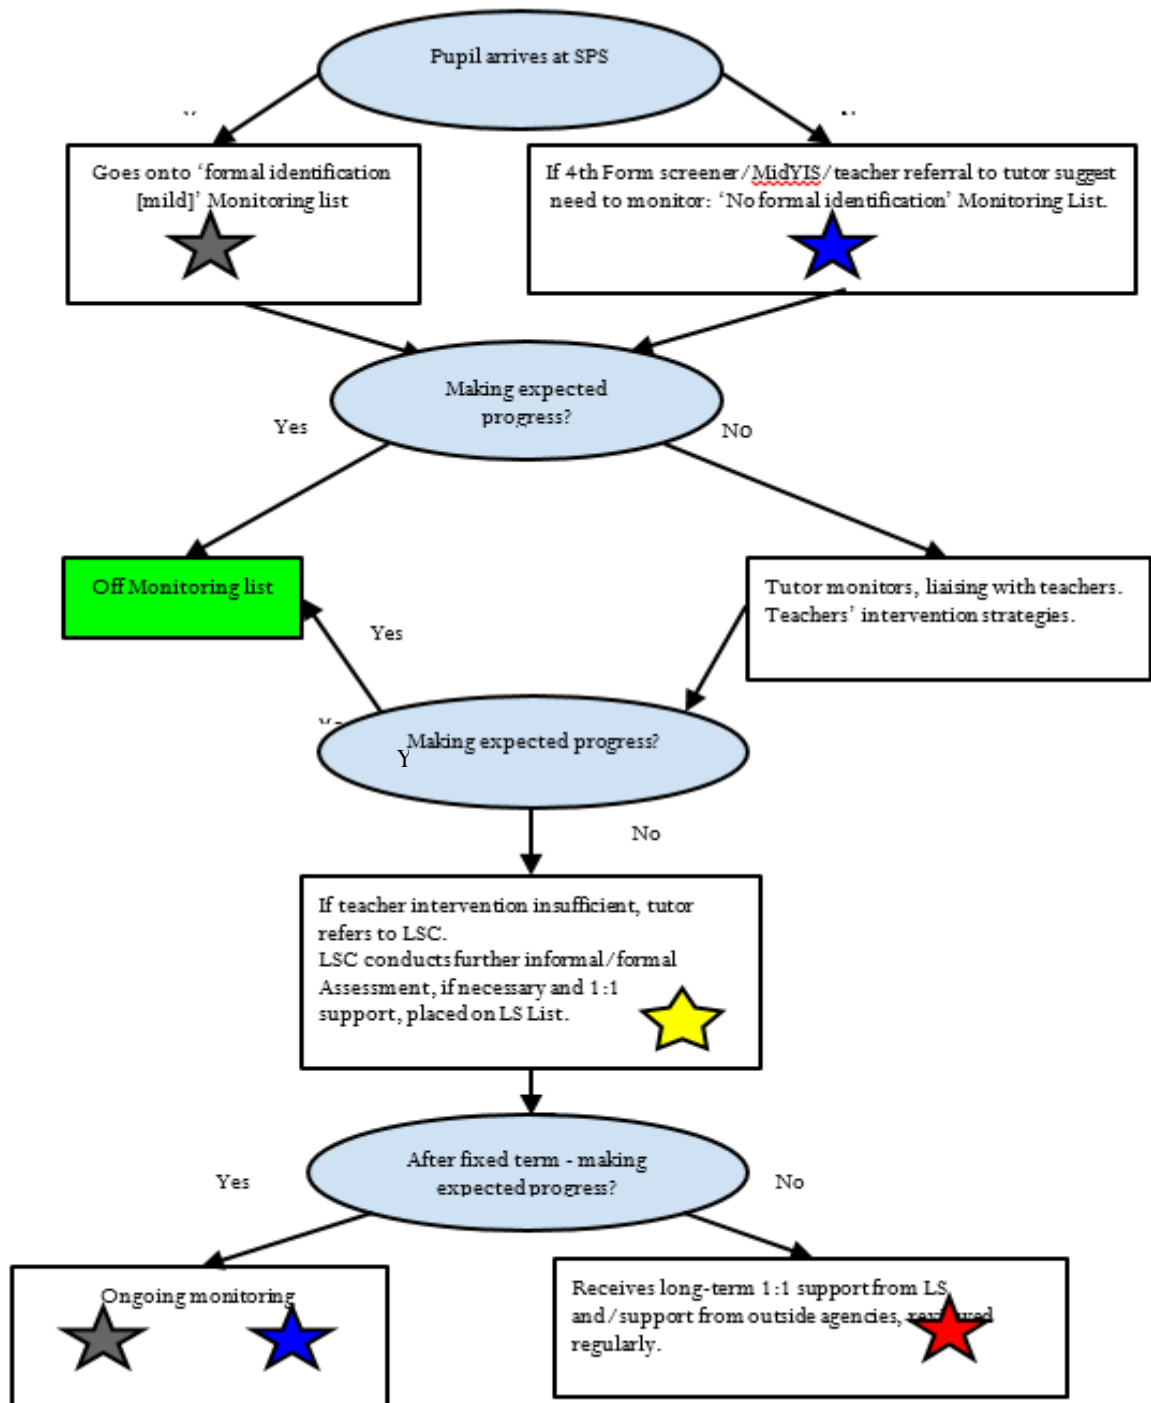 Pupil arrives at SPS
Goes onto ‘formal identification
[mild]’ Monitoring list
If 4th Form screener/MidYIS/teacher referral to tutor suggest
need to monitor: ‘No formal identification’ Monitoring List.
Making expected
progress?
Yes
No
Off Monitoring list
Tutor monitors, liaising with teachers.
Teachers’ intervention strategies.
Yes
Making expected progress?
Y
No
If teacher intervention insufficient, tutor
refers to LSC.
LSC conducts further informal/formal
Assessment, if necessary and 1:1
support, placed on LS List.
After fixed term - making
expected progress?
Yes
No
Ongoing monitoring
Receives long-term 1:1 support from LS
and/support from outside agencies, reviewed
regularly.